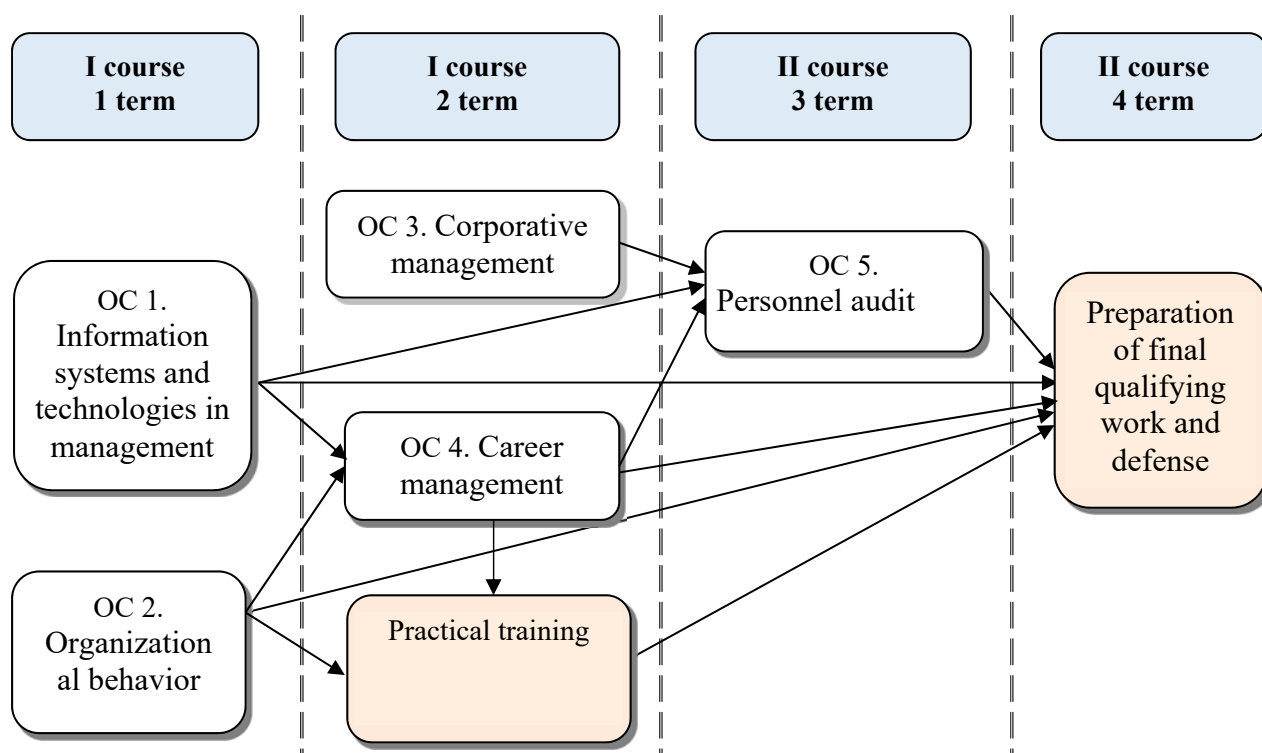 I course
1 term
I course
2 term
II course
3 term
II course
4 term
OC 1.
Information
systems and
technologies in
management
OC 2.
Organization
al behavior
OC 3. Corporative
management
OC 4. Career
management
Practical training
OC 5.
Personnel audit
Preparation
of final
qualifying
work and
defense